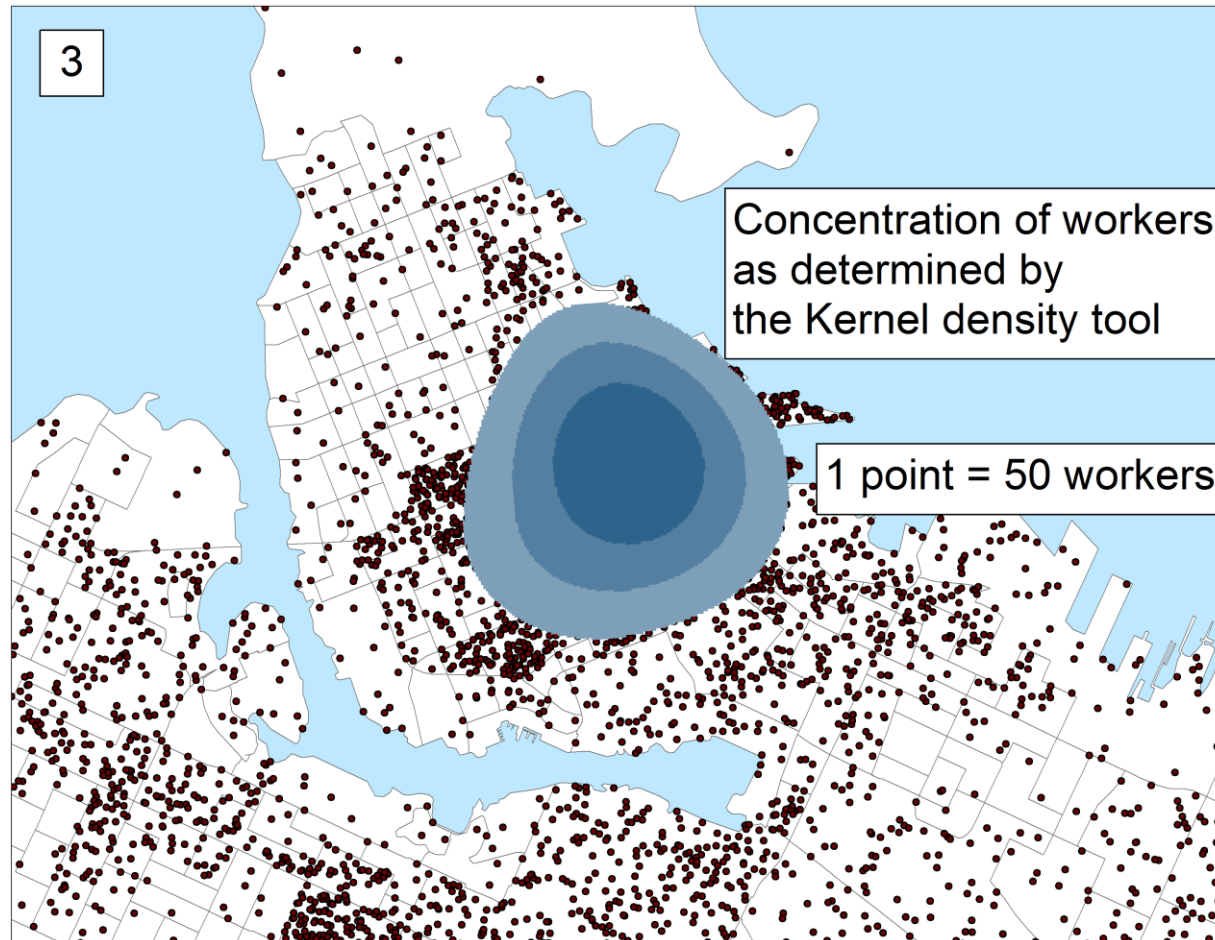 3
Concentration of workers
as determined by
the Kernel density tool
1 point = 50 workers